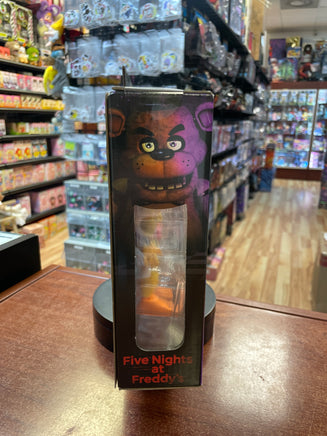 Five Nights
at
Freddy's